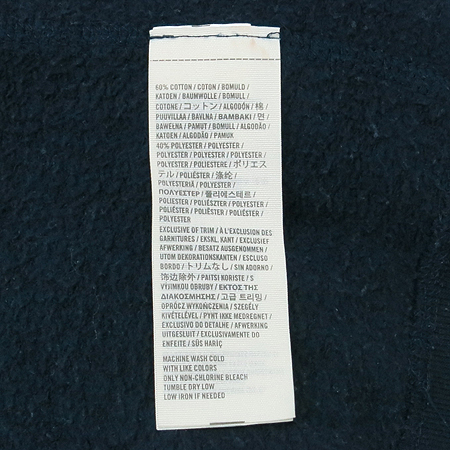 60% COTTON / COTON / BOMULD /
KATOEN / BAUMWOLLE / BOMULL /
COTONE / コットン / ALGODÓN / 棉 /
PUUVILLAA / BAVLNA / ΒΑΜΒΑΚΙ / 면 /
BAWEŁNA / PAMUT / BOMULL / ALGODÃO /
KATOEN / ALGODÃO / PAMUK
40% POLYESTER / POLYESTER /
POLYESTER / POLYESTER / POLYESTER /
POLYESTER / POLIESTERE / ポリエス
テル / POLIÉSTER / 涤纶 /
POLYESTERIÄ / POLYESTER /
ΠΟΛΥΕΣΤΕΡ / 폴리에스테르 /
POLIESTER / POLIÉSZTER / POLYESTER /
POLIÉSTER / POLIÉSTER / POLIÉSTER /
POLYESTER
EXCLUSIVE OF TRIM / À L'EXCLUSION DES
GARNITURES / EKSKL. KANT / EXCLUSIEF
AFWERKING / BESATZ AUSGENOMMEN /
UTOM DEKORATIONSKANTEN / ESCLUSO
BORDO / トリムなし / SIN ADORNO /
饰边除外 / PAITSI KORISTE / S
VÝJIMKOU OBRUBY / ΕΚΤΟΣ ΤΗΣ
ΔΙΑΚΟΣΜΗΣΗΣ / 고급 트리밍 /
OPRÓCZ WYKOŃCZENIA / SZEGÉLY
KIVÉTELÉVEL / PYNT IKKE MEDREGNET /
EXCLUSIVO DO DETALHE / AFWERKING
UITGESLOTEN / EXCLUSIVAMENTE DO
ENFEITE / SÜS HARİÇ
MACHINE WASH COLD
WITH LIKE COLORS
ONLY NON-CHLORINE BLEACH
TUMBLE DRY LOW
LOW IRON IF NEEDED